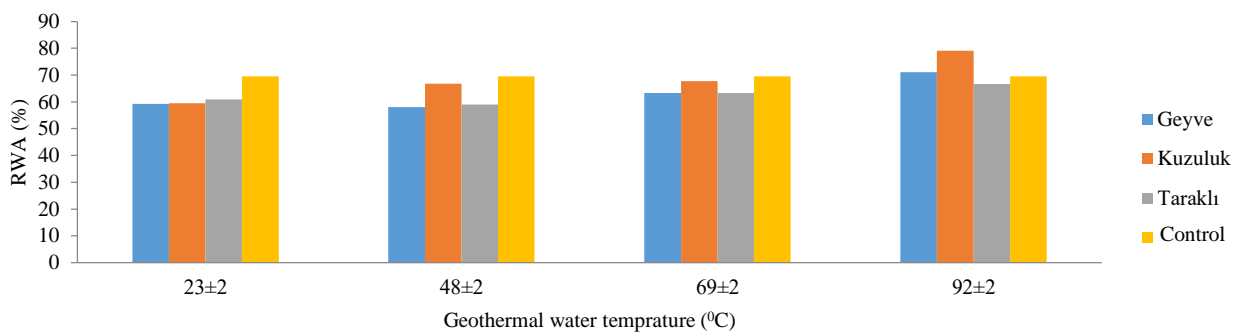 90
80
70
60
50
40
30
20
10
0
RWA (%)
23±2 48±2 69±2 92±2
Geothermal water temprature (⁰C)
Geyve
Kuzuluk
Taraklı
Control